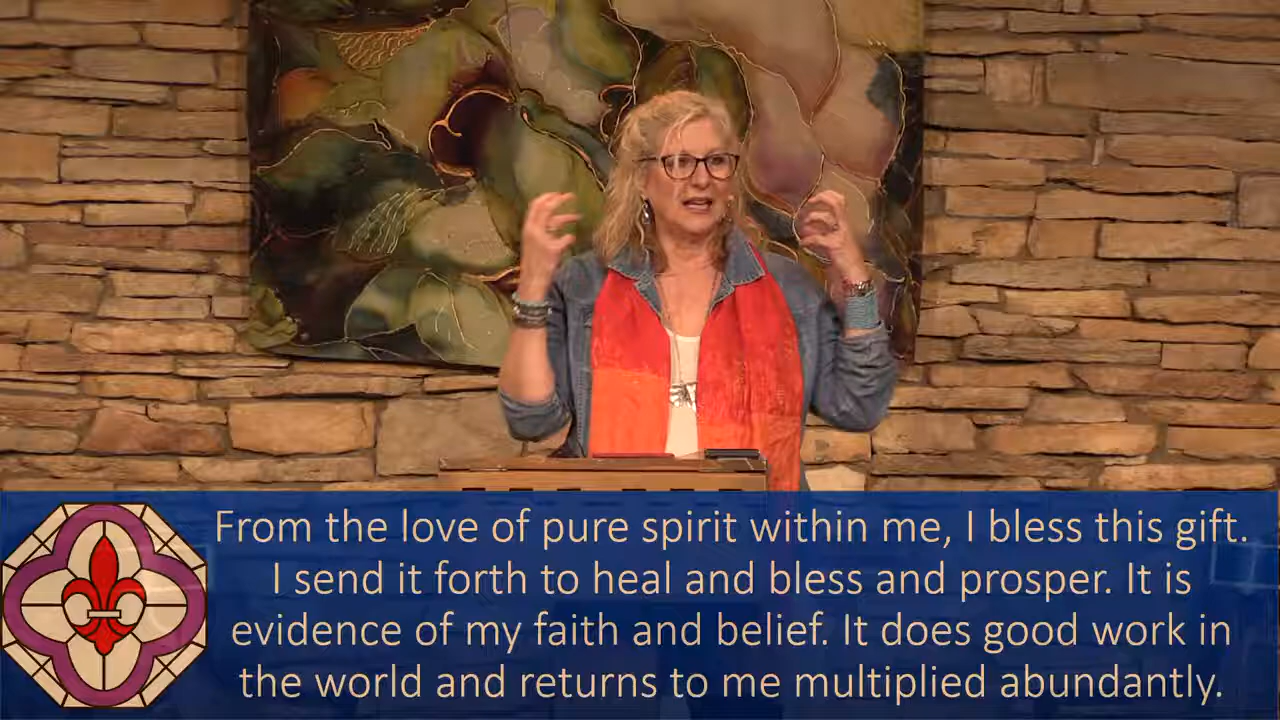 From the love of pure spirit within me, I bless this gift.
I send it forth to heal and bless and prosper. It is
evidence of my faith and belief. It does good work in
the world and returns to me multiplied abundantly.